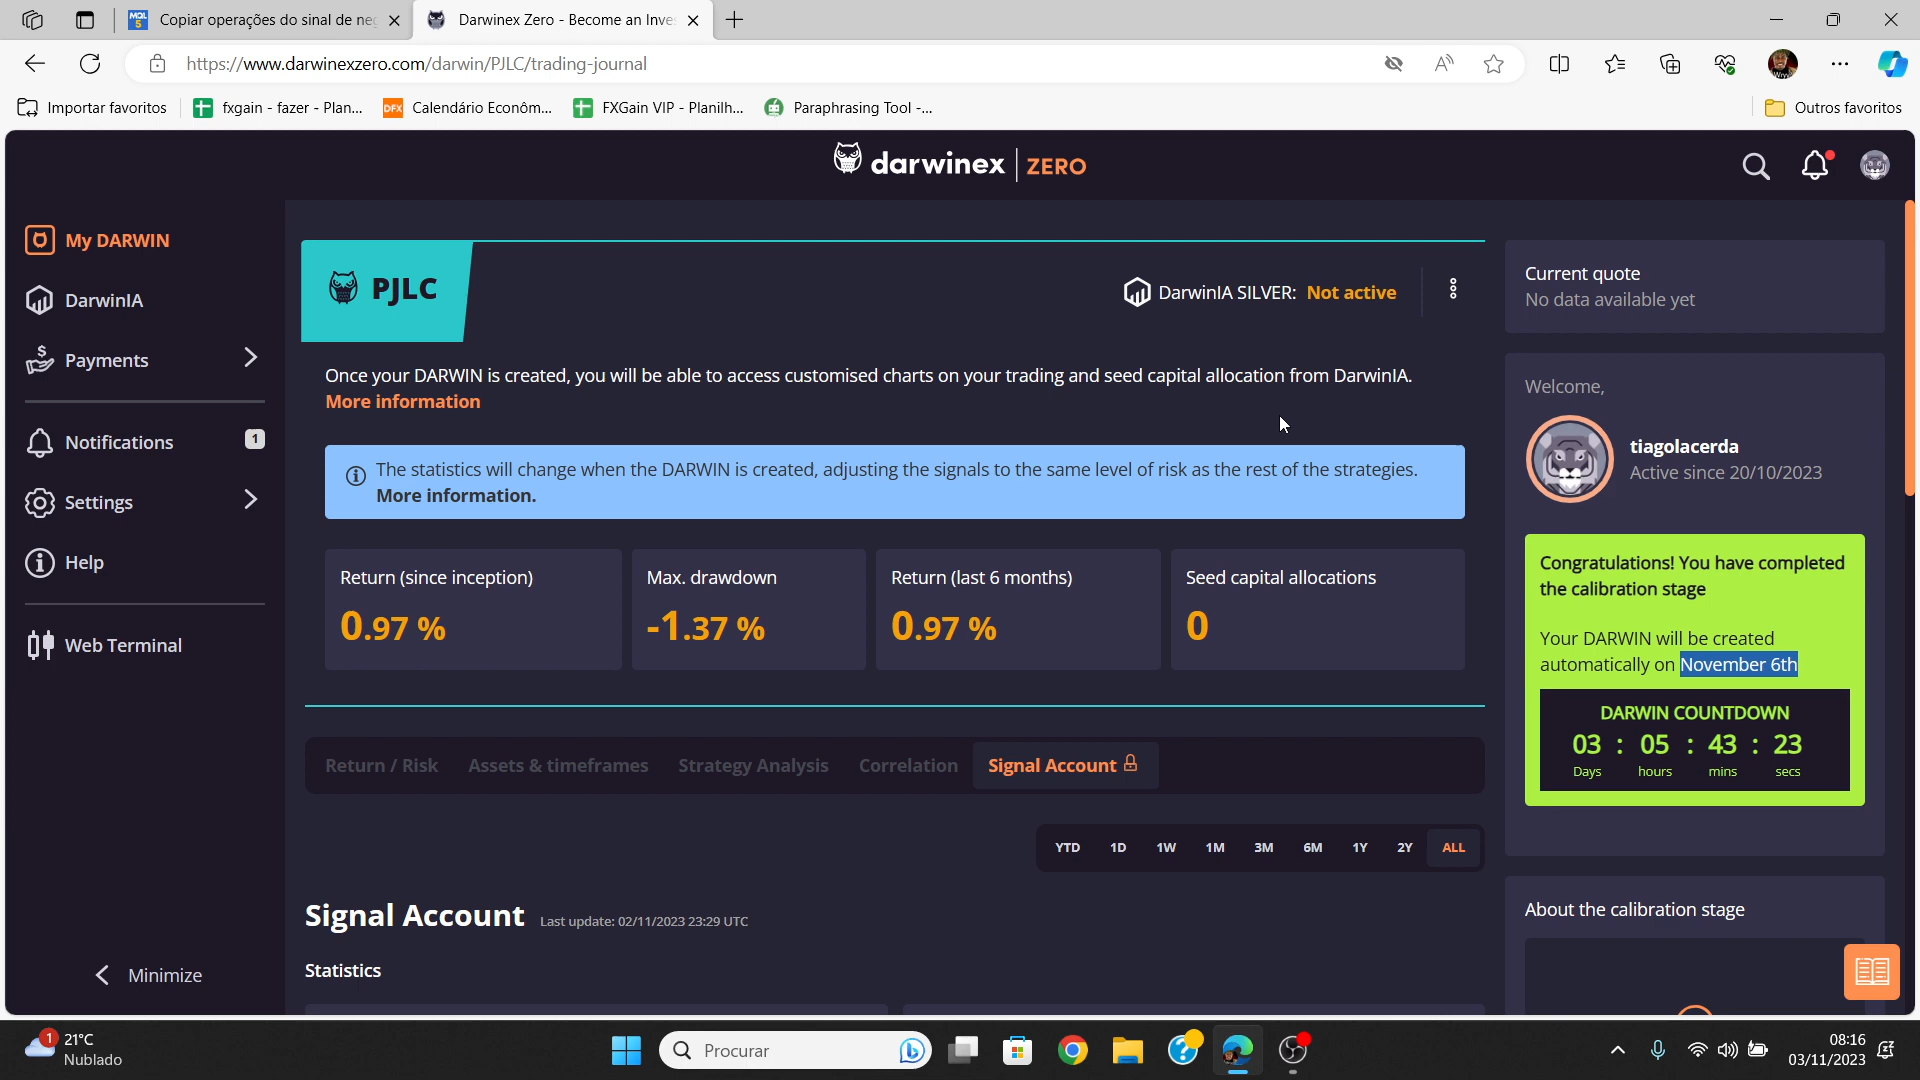 Copiar operações do sinal de neg
Darwinex Zero - Become an Inve
https://www.darwinexzero.com/darwin/PJLC/trading-journal
Importar favoritos
fxgain - fazer - Plan...
Calendário Econôm...
FXGain VIP - Planilh...
Paraphrasing Tool -...
Outros favoritos
darwinex ZERO
My DARWIN
DarwinIA
Payments
Notifications 1
Settings
Help
Web Terminal
Minimize
PJLC
DarwinIA SILVER: Not active
Once your DARWIN is created, you will be able to access customised charts on your trading and seed capital allocation from DarwinIA.
More information
The statistics will change when the DARWIN is created, adjusting the signals to the same level of risk as the rest of the strategies.
More information.
Return (since inception)
0.97 %
Max. drawdown
-1.37 %
Return (last 6 months)
0.97 %
Seed capital allocations
0
Return / Risk
Assets & timeframes
Strategy Analysis
Correlation
Signal Account
YTD 1D 1W 1M 3M 6M 1Y 2Y ALL
Signal Account
Last update: 02/11/2023 23:29 UTC
Statistics
Current quote
No data available yet
Welcome,
tiagolacerda
Active since 20/10/2023
Congratulations! You have completed
the calibration stage
Your DARWIN will be created
automatically on November 6th
DARWIN COUNTDOWN
03 : 05 : 43 : 23
Days hours mins secs
About the calibration stage
1
21°C
Nublado
Procurar
08:16
03/11/2023